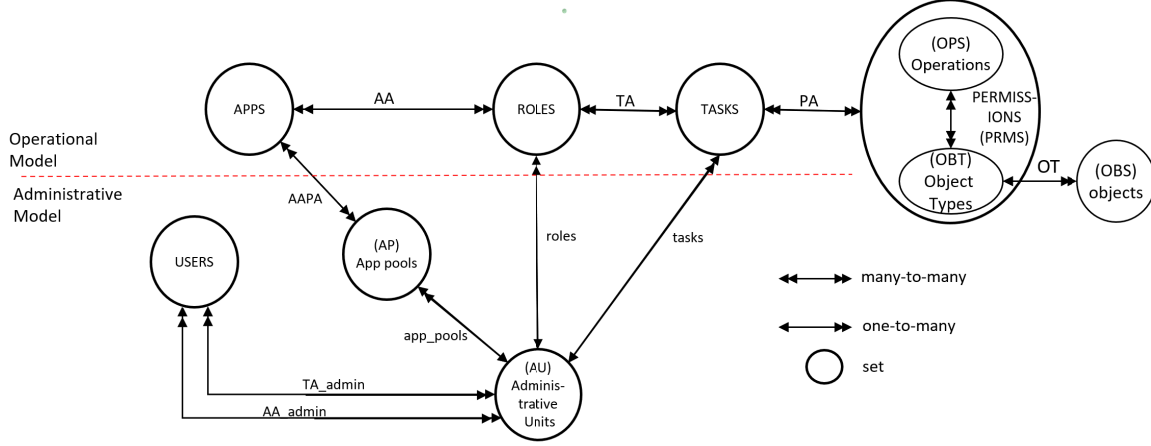 (OPS)
Operations
AA
ROLES
TA
TASKS
PA
APPS
PERMISS-
IONS
(PRMS)
Operational
Model
(OBT)
Object
Types
OT
(OBS)
objects
Administrative
Model
AAPA
(AP)
App pools
roles
tasks
USERS
many-to-many
app_pools
one-to-many
(AU)
Adminis-
trative
Units
set
TA_admin
AA_admin